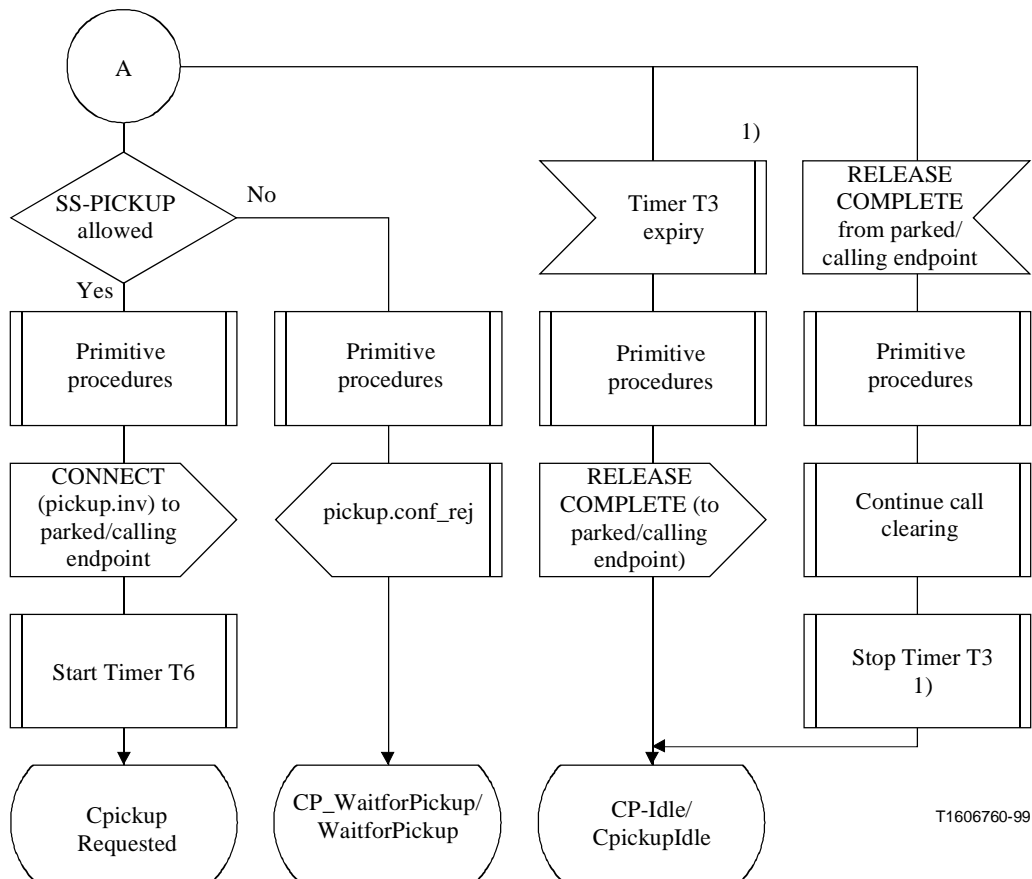 A
1)
SS-PICKUP
allowed
No
Yes
Timer T3
expiry
RELEASE
COMPLETE
from parked/
calling endpoint
Primitive
procedures
Primitive
procedures
Primitive
procedures
Primitive
procedures
CONNECT
(pickup.inv) to
parked/calling
endpoint
pickup.conf_rej
RELEASE
COMPLETE (to
parked/calling
endpoint)
Continue call
clearing
Start Timer T6
Stop Timer T3
1)
Cpickup
Requested
CP_WaitforPickup/
WaitforPickup
CP-Idle/
CpickupIdle
T1606760-99